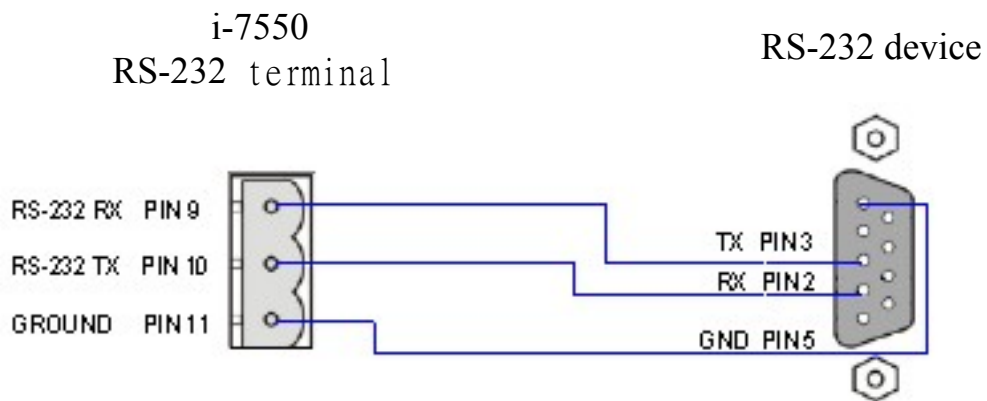 i-7550
RS-232 terminal
RS-232 device
RS-232 RX PIN 9
RS-232 TX PIN 10
GROUND PIN 11
TX PIN3
RX PIN2
GND PIN5